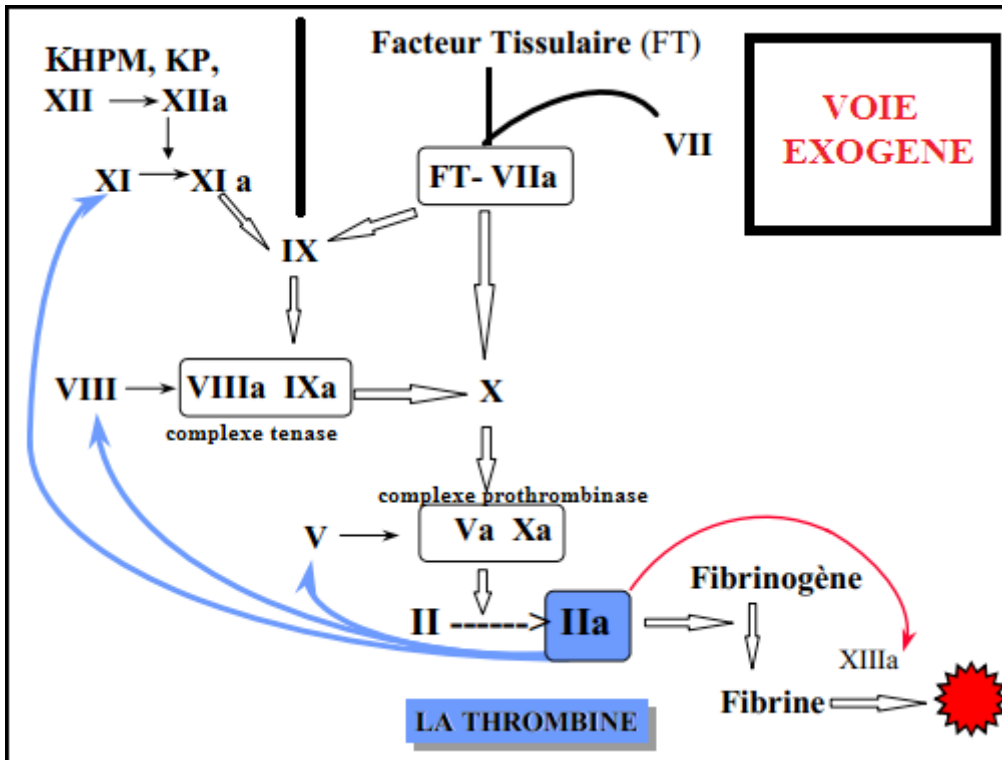 Facteur Tissulaire (FT)
KHPM, KP,
XII XIIa
VII
VOIE
EXOGENE
XI XI a
FT- VIIa
IX
VIII
VIIIa IXa
X
complexe tenase
complexe prothrombinase
V
Va Xa
Fibrinogène
II ------> IIa
XIIIa
Fibrine
LA THROMBINE